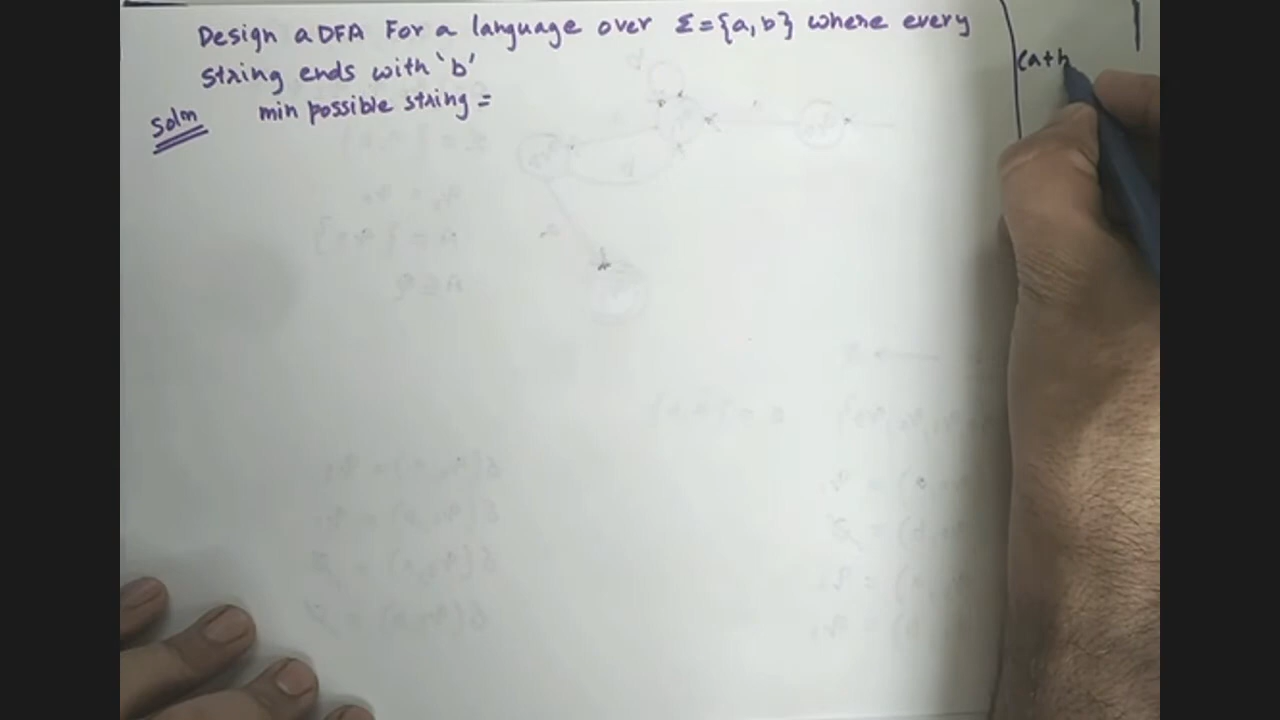 Design a DFA For a language over Σ={a,b} where every
string ends with 'b'
Soln min possible string =
(a+b